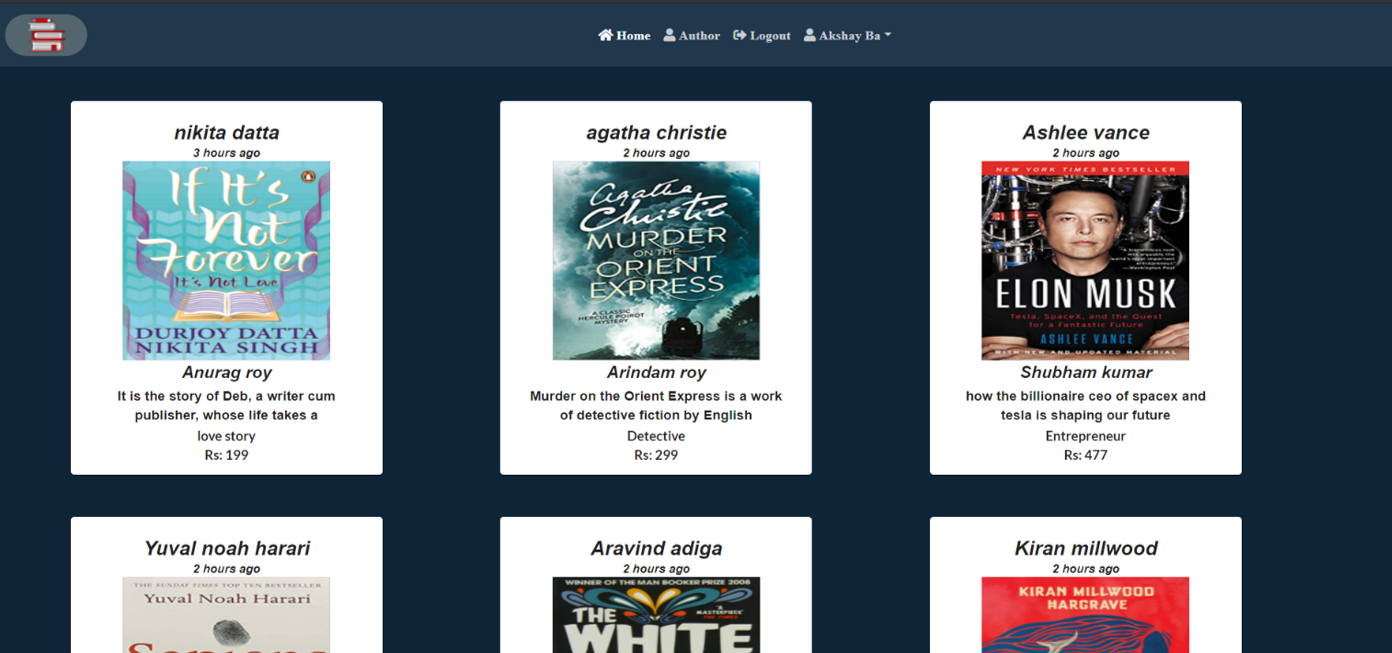 Home Author Logout Akshay Ba
nikita datta
3 hours ago
If It's
Not
Forever
It's Not Love
DURJOY DATTA
NIKITA SINGH
Anurag roy
It is the story of Deb, a writer cum
publisher, whose life takes a
love story
Rs: 199
agatha christie
2 hours ago
Agatha
Christie
MURDER
ON THE
ORIENT
EXPRESS
A CLASSIC
HERCULE POIROT
MYSTERY
Arindam roy
Murder on the Orient Express is a work
of detective fiction by English
Detective
Rs: 299
Ashlee vance
2 hours ago
NEW YORK TIMES BESTSELLER
ELON MUSK
Tesla, SpaceX, and the Quest
for a Fantastic Future
ASHLEE VANCE
WITH NEW AND UPDATED MATERIAL
Shubham kumar
how the billionaire ceo of spacex and
tesla is shaping our future
Entrepreneur
Rs: 477
Yuval noah harari
2 hours ago
THE SUNDAY TIMES TOP TEN BESTSELLER
Yuval Noah Harari
Sapiens
Aravind adiga
2 hours ago
WINNER OF THE MAN BOOKER PRIZE 2008
THE
WHITE
Kiran millwood
2 hours ago
KIRAN MILLWOOD
HARGRAVE